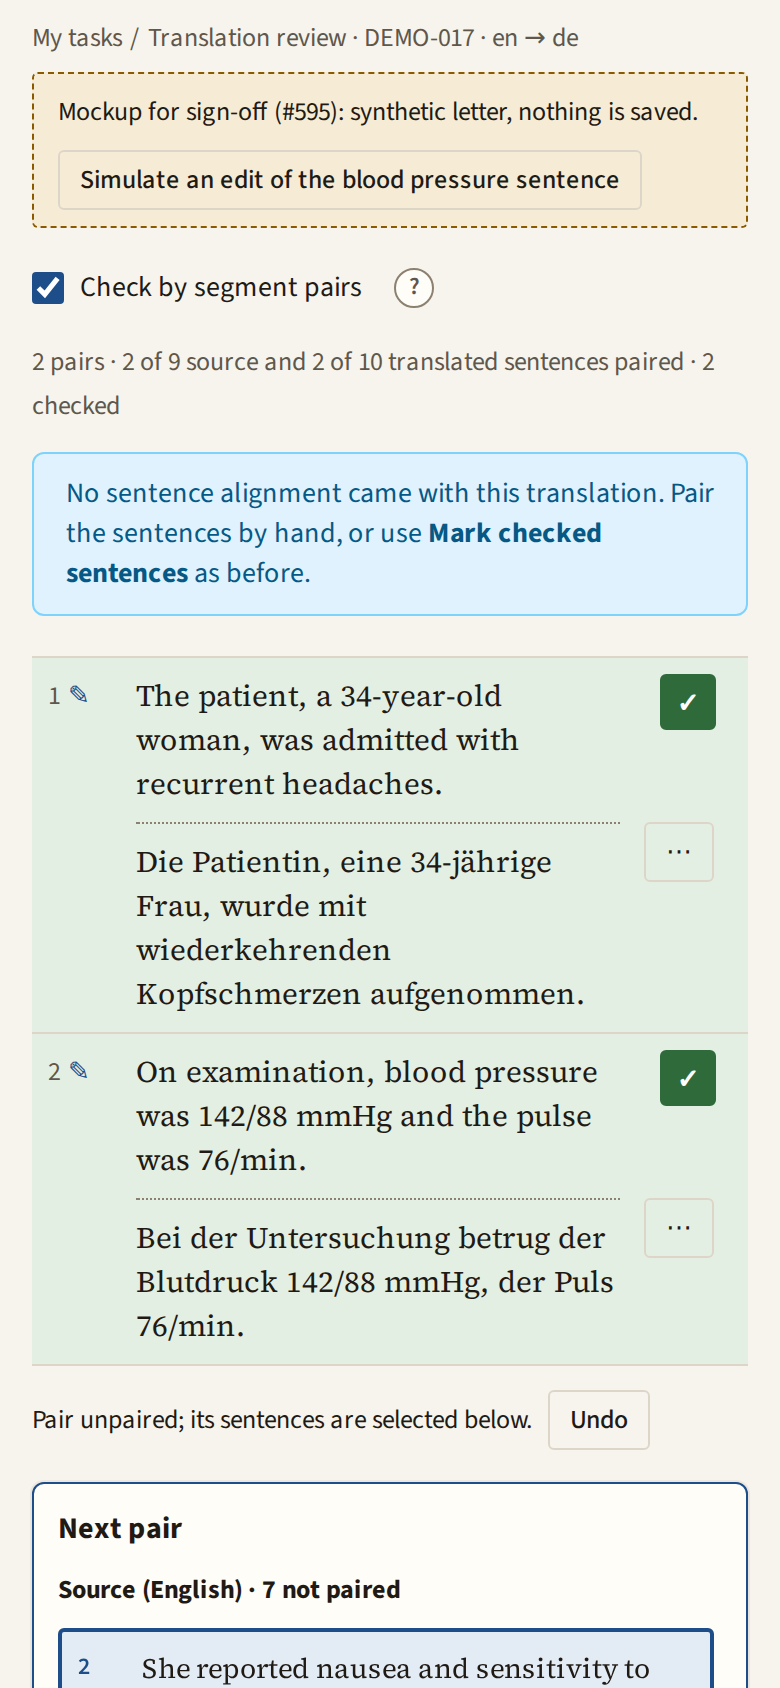 My tasks / Translation review · DEMO-017 · en → de
Mockup for sign-off (#595): synthetic letter, nothing is saved.
Simulate an edit of the blood pressure sentence
Check by segment pairs ?
2 pairs · 2 of 9 source and 2 of 10 translated sentences paired · 2
checked
No sentence alignment came with this translation. Pair
the sentences by hand, or use Mark checked
sentences as before.
1 ✎ The patient, a 34-year-old ✓
woman, was admitted with
recurrent headaches.
Die Patientin, eine 34-jährige ...
Frau, wurde mit
wiederkehrenden
Kopfschmerzen aufgenommen.
2 ✎ On examination, blood pressure ✓
was 142/88 mmHg and the pulse
was 76/min.
Bei der Untersuchung betrug der ...
Blutdruck 142/88 mmHg, der Puls
76/min.
Pair unpaired; its sentences are selected below. Undo
Next pair
Source (English) · 7 not paired
2 She reported nausea and sensitivity to